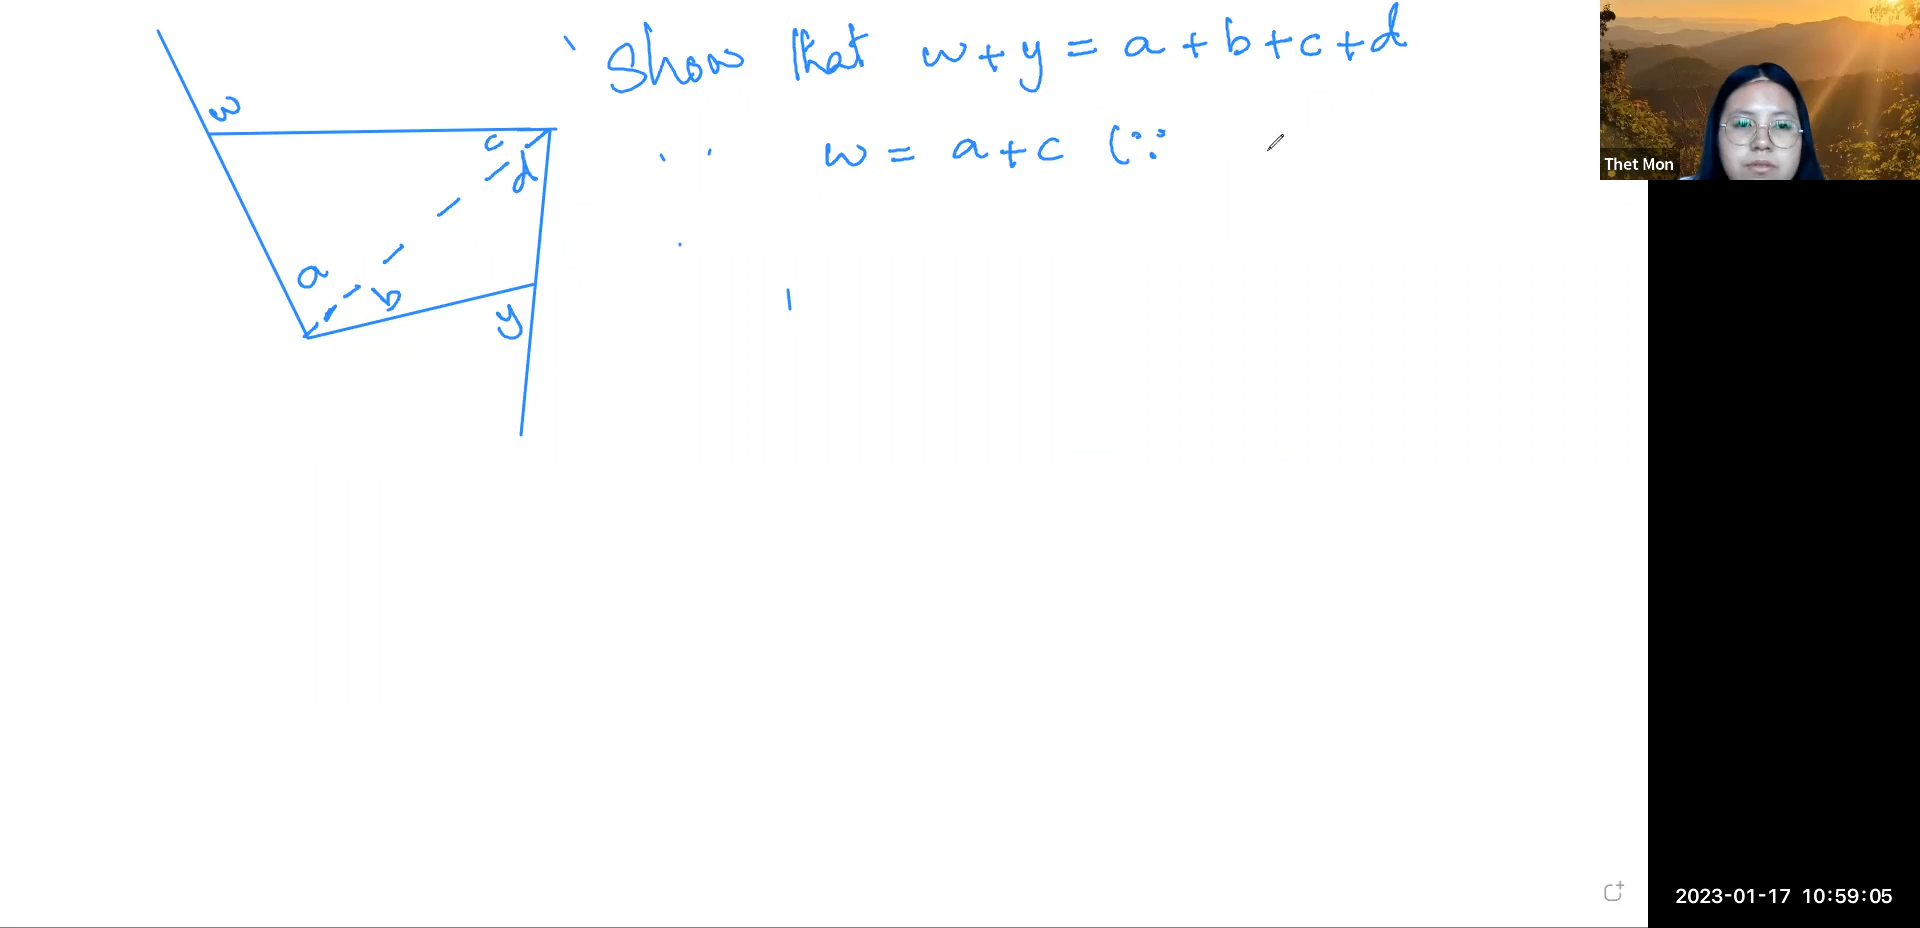 Show that w + y = a + b + c + d
w = a + c (∵
w
c
d
a
b
y
Thet Mon
2023-01-17 10:59:05